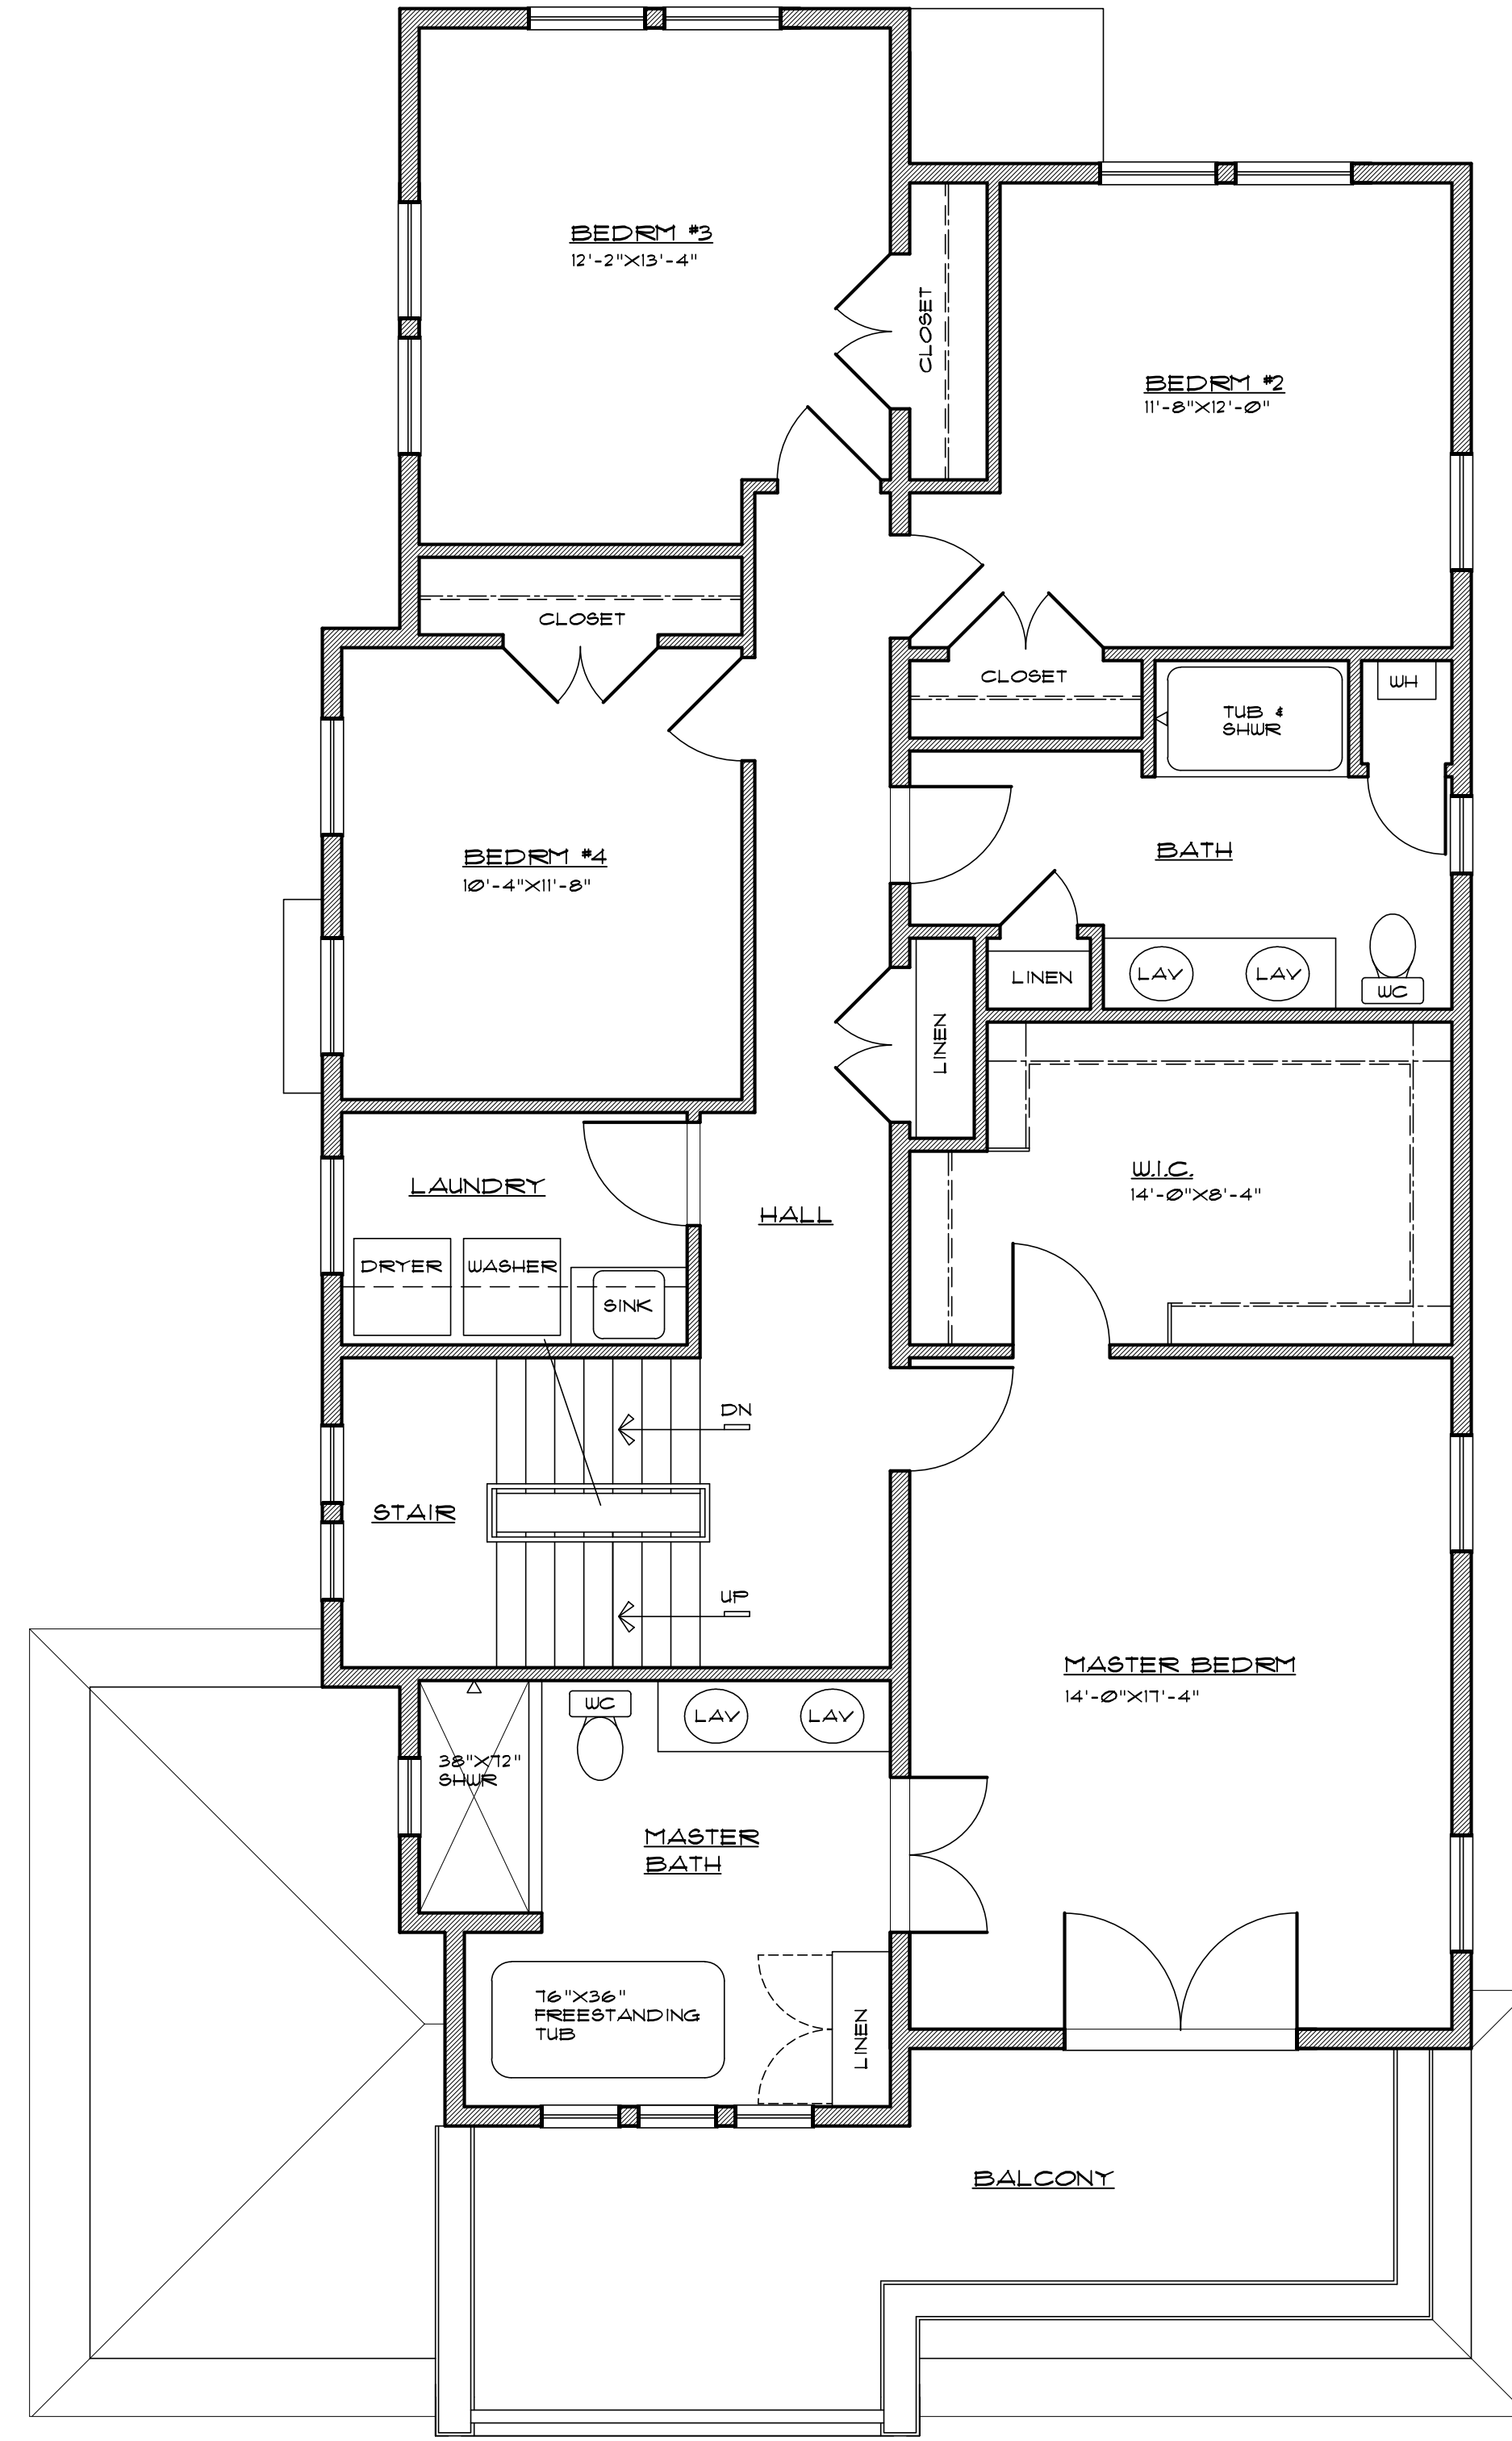 BEDRM #3
12'-2"X13'-4"
CLOSET
BEDRM #2
11'-8"X12'-0"
CLOSET
CLOSET
TUB &
SHWR
WH
BEDRM #4
10'-4"X11'-8"
BATH
LINEN
LAV
LAV
WC
LINEN
LAUNDRY
HALL
W.I.C.
14'-0"X8'-4"
DRYER
WASHER
SINK
DN
STAIR
UP
MASTER BEDRM
14'-0"X17'-4"
WC
LAV
LAV
38"X72"
SHWR
MASTER
BATH
76"X36"
FREESTANDING
TUB
LINEN
BALCONY